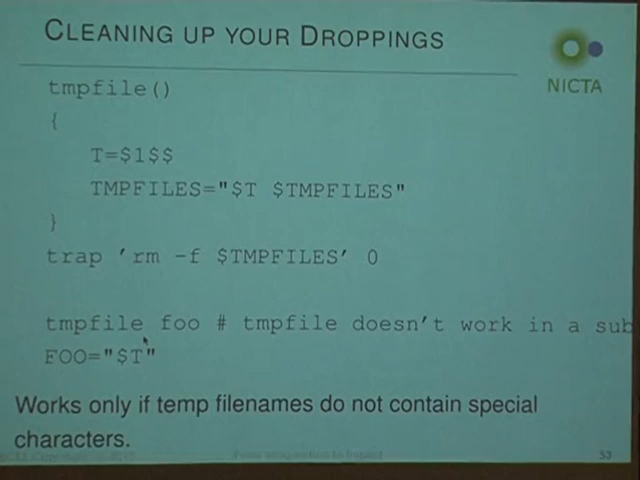 CLEANING UP YOUR DROPPINGS
NICTA
tmpfile()
{
T=$1$$
TMPFILES="$T $TMPFILES"
}
trap 'rm -f $TMPFILES' 0
tmpfile foo # tmpfile doesn't work in a sub
FOO="$T"
Works only if temp filenames do not contain special
characters.
53